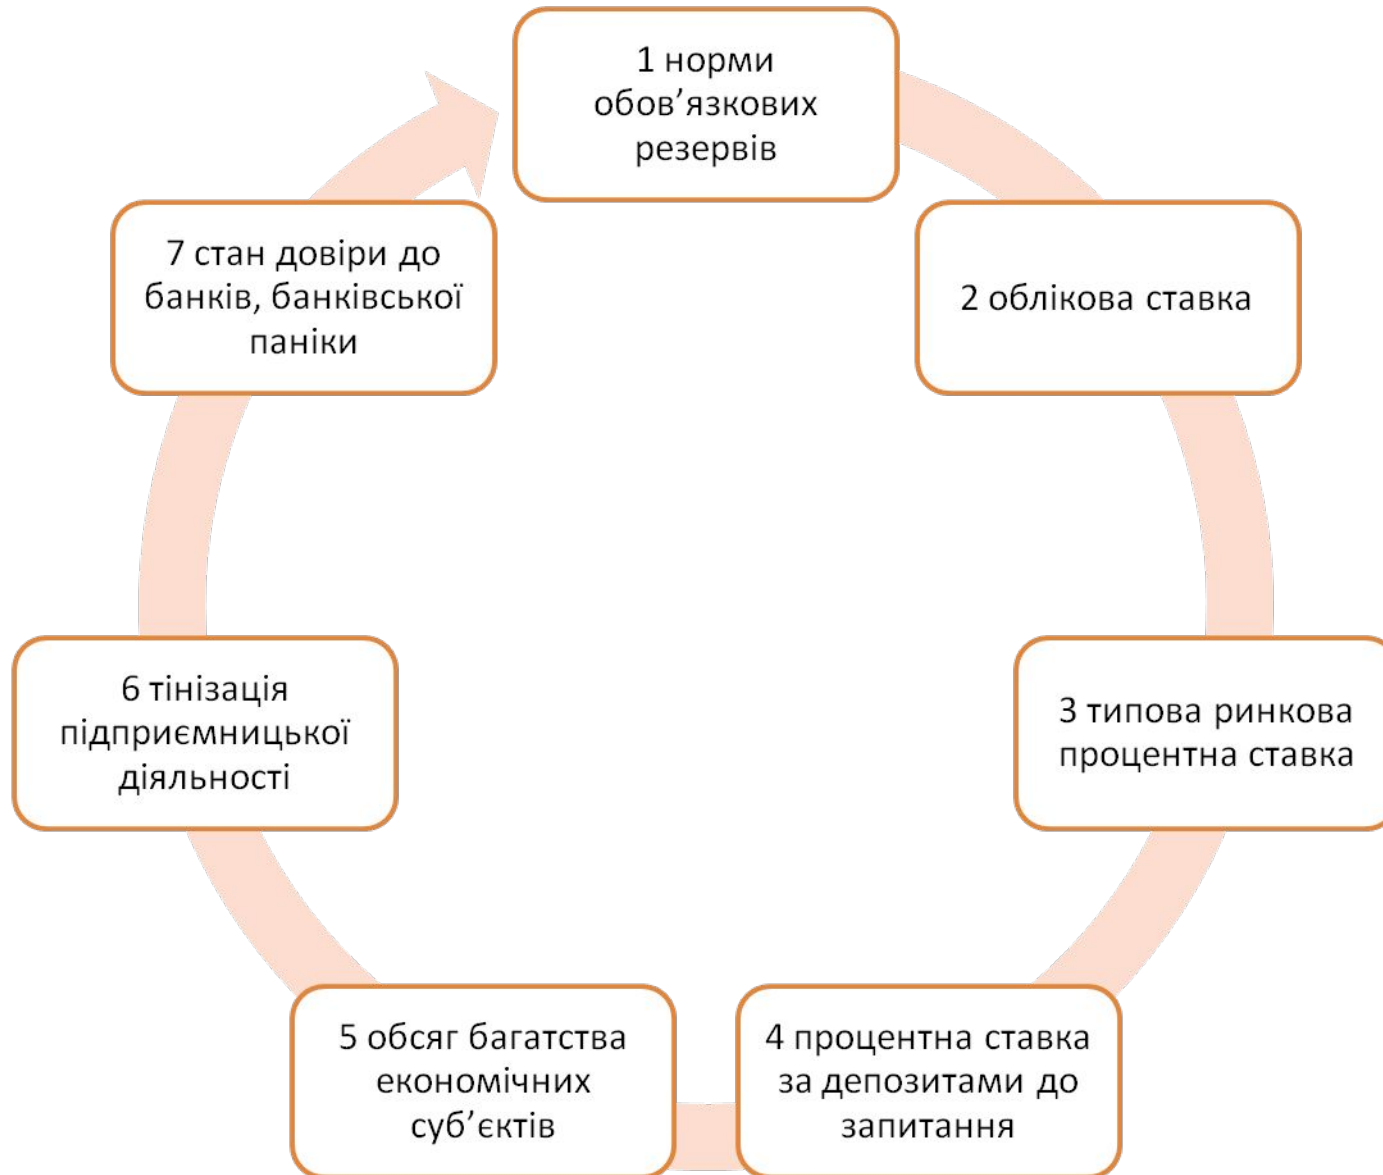 1 норми
обов’язкових
резервів
2 облікова ставка
3 типова ринкова
процентна ставка
4 процентна ставка
за депозитами до
запитання
5 обсяг багатства
економічних
суб’єктів
6 тінізація
підприємницької
діяльності
7 стан довіри до
банків, банківської
паніки